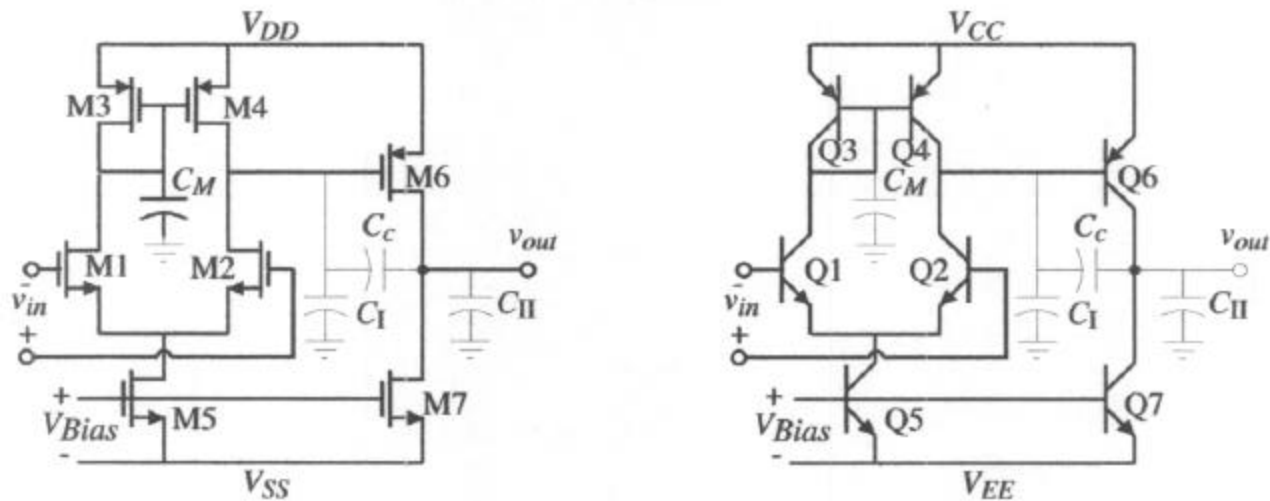 V_DD
M3
M4
C_M
M6
M1
M2
C_c
v_out
-
v_in
+
C_I
C_II
+
V_Bias
-
M5
M7
V_SS
V_CC
Q3
Q4
C_M
Q6
Q1
Q2
C_c
v_out
-
v_in
+
C_I
C_II
+
V_Bias
-
Q5
Q7
V_EE